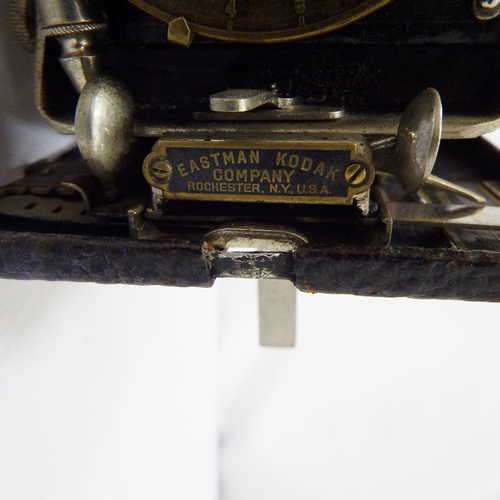 EASTMAN KODAK
COMPANY
ROCHESTER, N.Y., U.S.A.